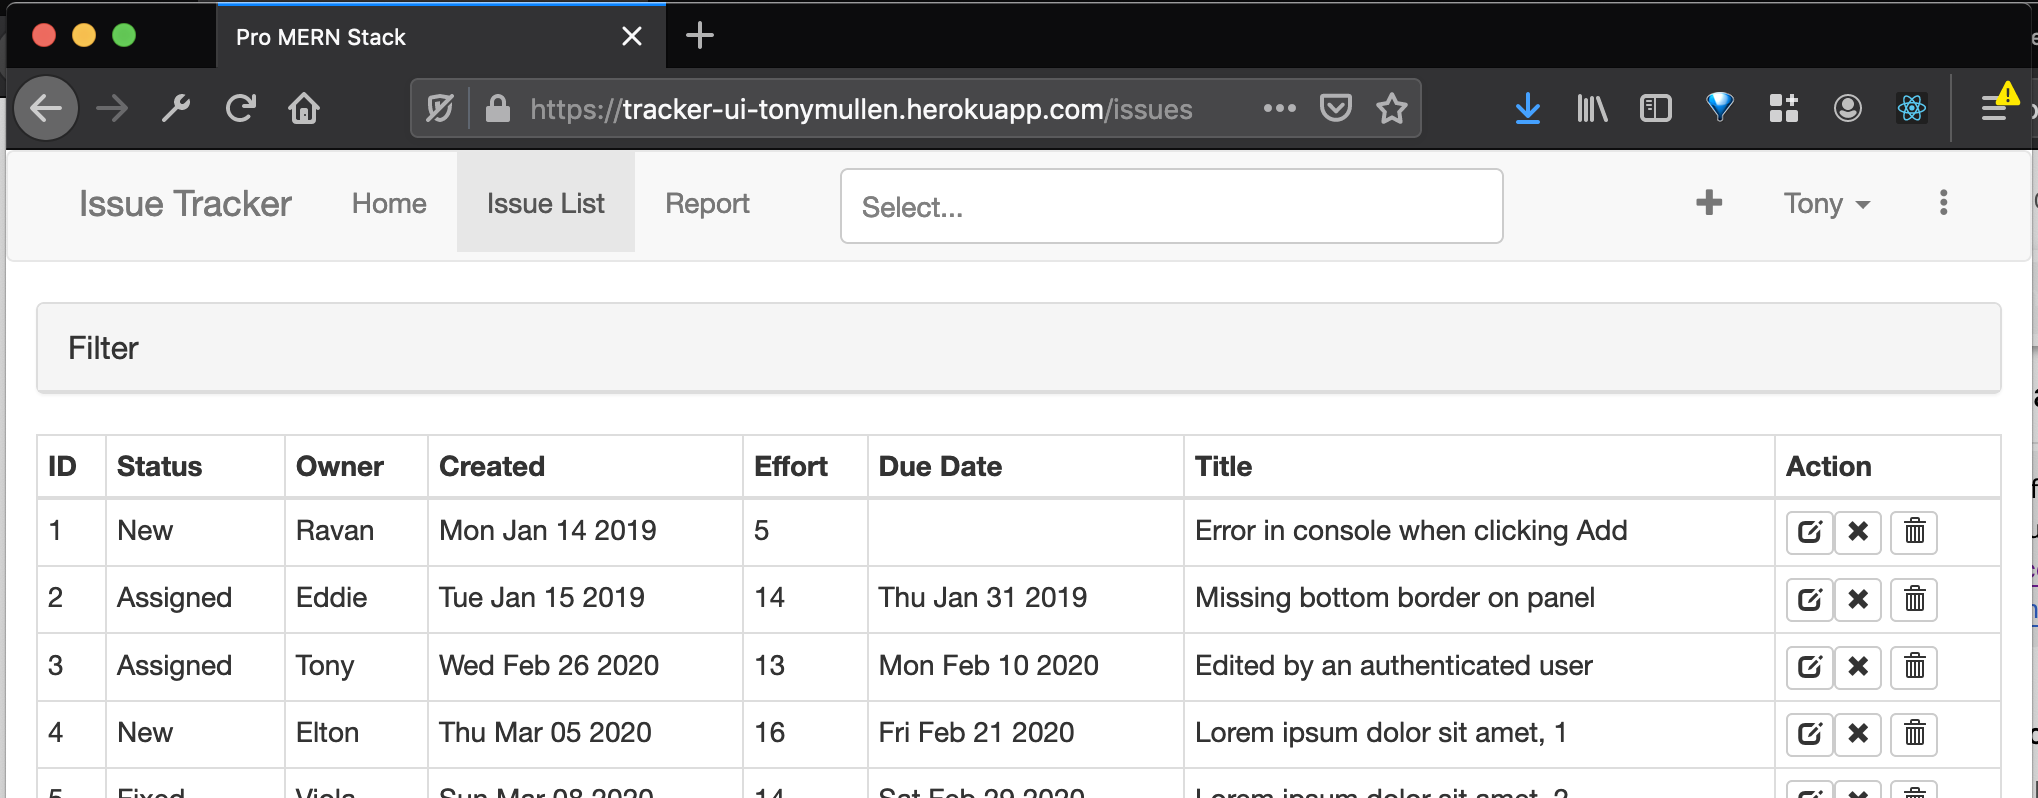 Pro MERN Stack
https://tracker-ui-tonymullen.herokuapp.com/issues
Issue Tracker Home Issue List Report Select... Tony
Filter
ID Status Owner Created Effort Due Date Title Action
1 New Ravan Mon Jan 14 2019 5 Error in console when clicking Add
2 Assigned Eddie Tue Jan 15 2019 14 Thu Jan 31 2019 Missing bottom border on panel
3 Assigned Tony Wed Feb 26 2020 13 Mon Feb 10 2020 Edited by an authenticated user
4 New Elton Thu Mar 05 2020 16 Fri Feb 21 2020 Lorem ipsum dolor sit amet, 1
5 Fixed Viola Sun Mar 08 2020 14 Sat Feb 29 2020 Lorem ipsum dolor sit amet, 2